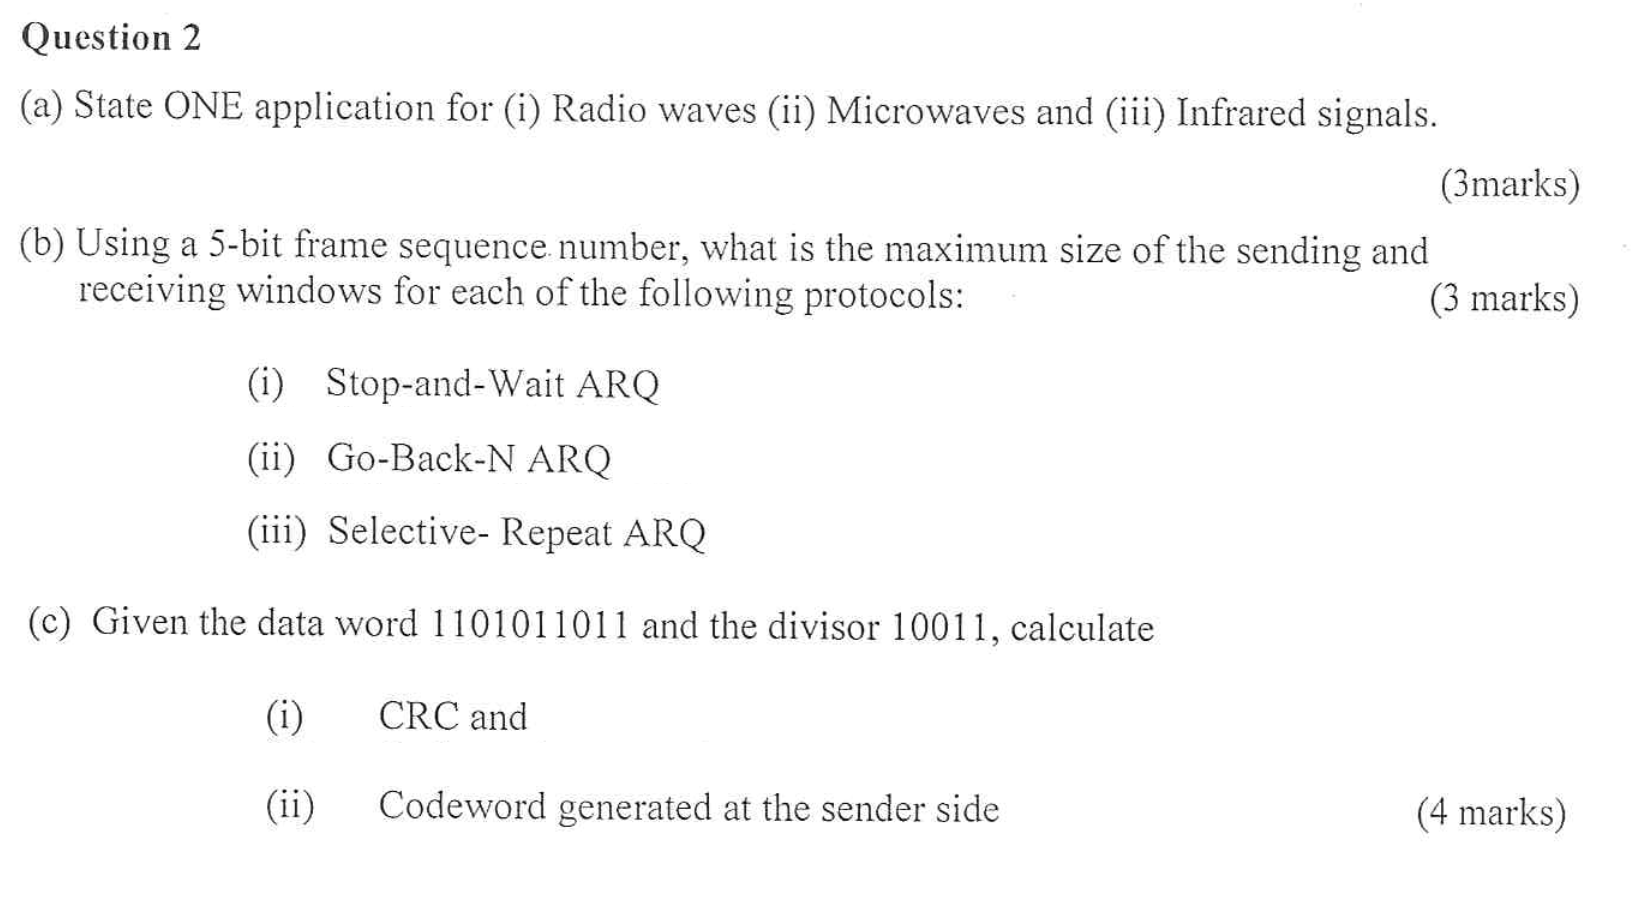 Question 2
(a) State ONE application for (i) Radio waves (ii) Microwaves and (iii) Infrared signals.
(3marks)
(b) Using a 5-bit frame sequence number, what is the maximum size of the sending and
receiving windows for each of the following protocols: (3 marks)
(i) Stop-and-Wait ARQ
(ii) Go-Back-N ARQ
(iii) Selective- Repeat ARQ
(c) Given the data word 1101011011 and the divisor 10011, calculate
(i) CRC and
(ii) Codeword generated at the sender side (4 marks)